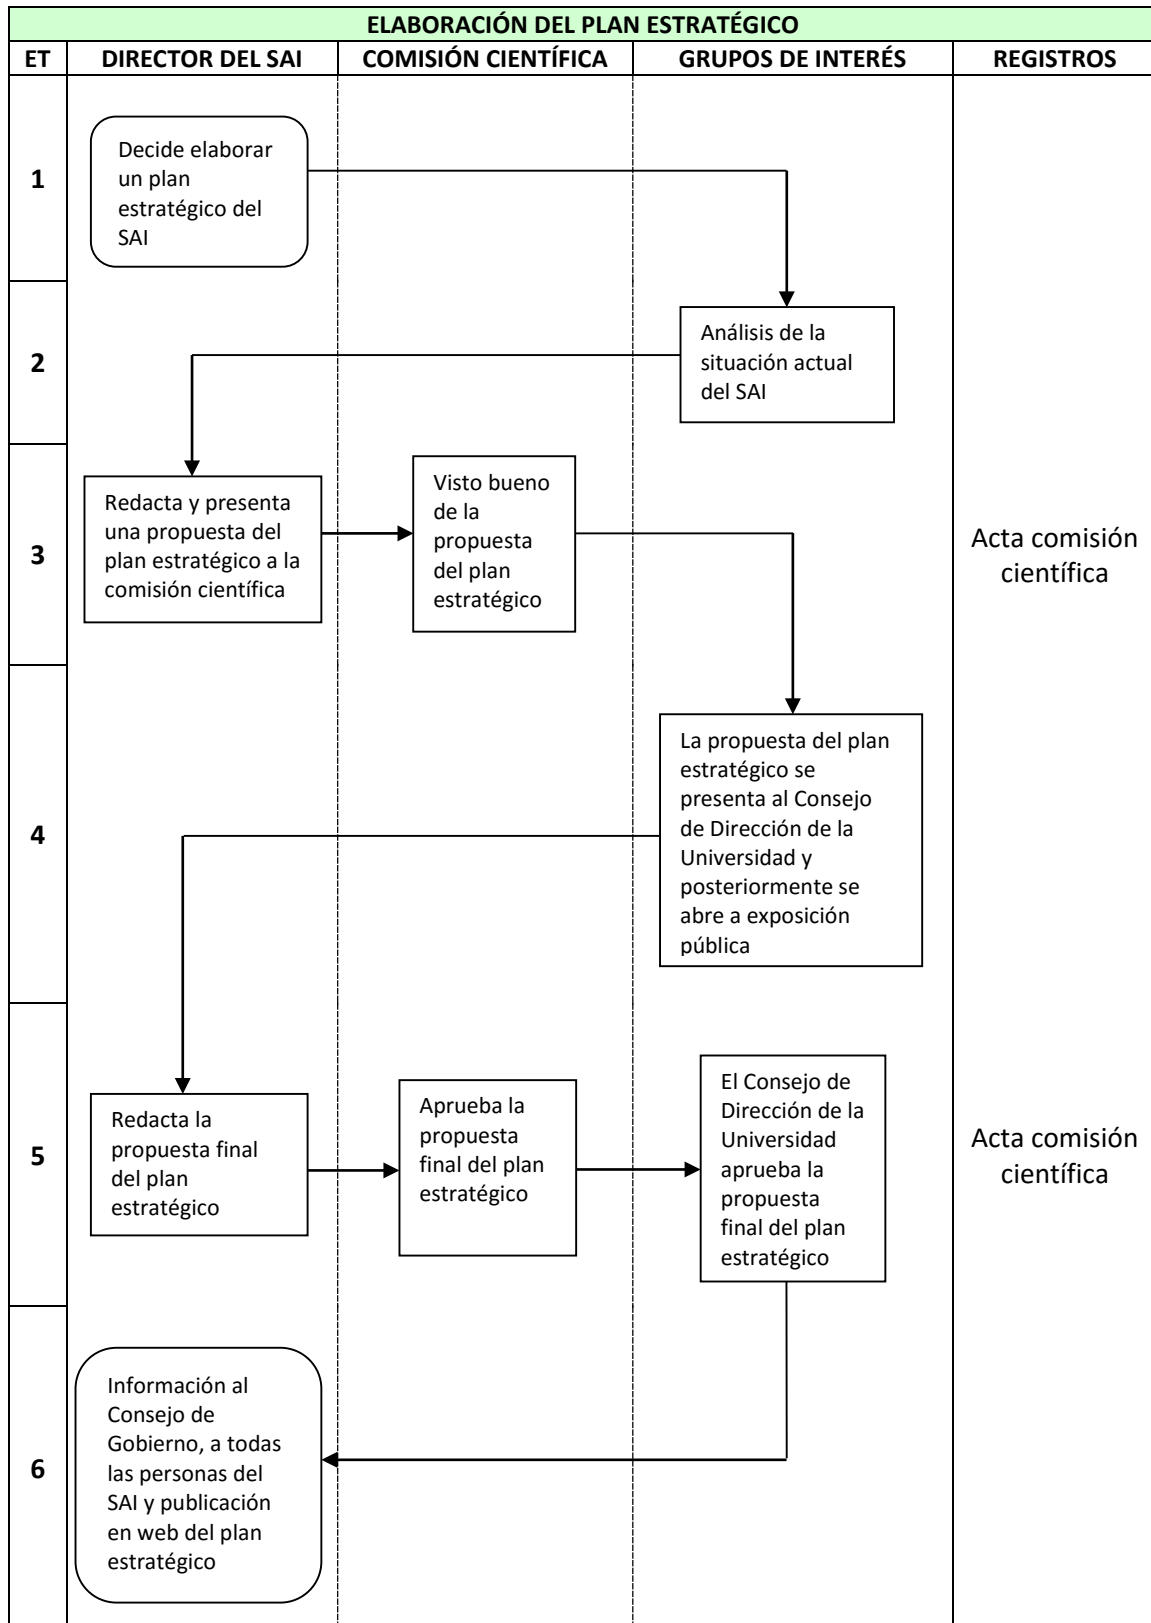 ELABORACIÓN DEL PLAN ESTRATÉGICO
ET DIRECTOR DEL SAI COMISIÓN CIENTÍFICA GRUPOS DE INTERÉS REGISTROS
1
Decide elaborar
un plan
estratégico del
SAI
2
Análisis de la
situación actual
del SAI
3
Redacta y presenta
una propuesta del
plan estratégico a la
comisión científica
Visto bueno
de la
propuesta
del plan
estratégico
Acta comisión
científica
4
La propuesta del plan
estratégico se
presenta al Consejo
de Dirección de la
Universidad y
posteriormente se
abre a exposición
pública
5
Redacta la
propuesta final
del plan
estratégico
Aprueba la
propuesta
final del plan
estratégico
El Consejo de
Dirección de la
Universidad
aprueba la
propuesta
final del plan
estratégico
Acta comisión
científica
6
Información al
Consejo de
Gobierno, a todas
las personas del
SAI y publicación
en web del plan
estratégico